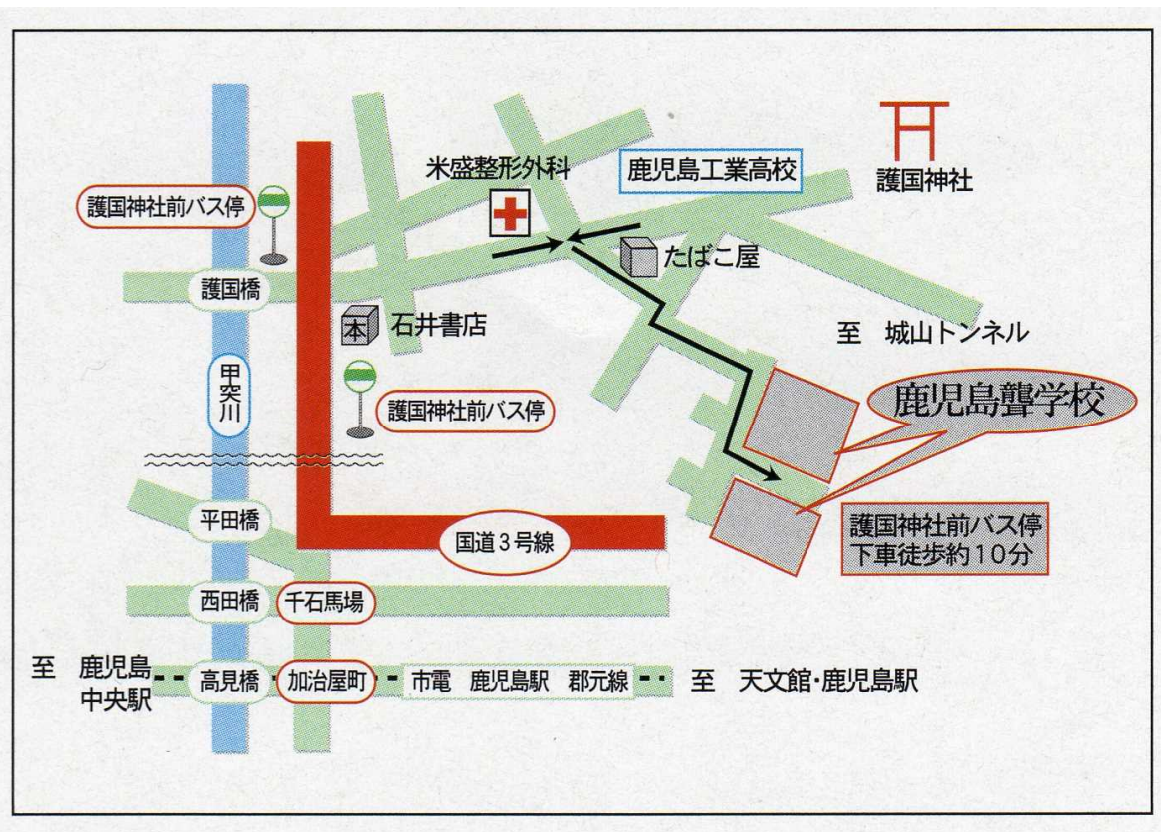 米盛整形外科
鹿児島工業高校
護国神社
護国神社前バス停
たばこ屋
護国橋
本
石井書店
至 城山トンネル
甲突川
護国神社前バス停
鹿児島聾学校
平田橋
国道3号線
護国神社前バス停
下車徒歩約10分
西田橋
千石馬場
至 鹿児島
中央駅
高見橋
加治屋町
市電 鹿児島駅 郡元線
至 天文館・鹿児島駅